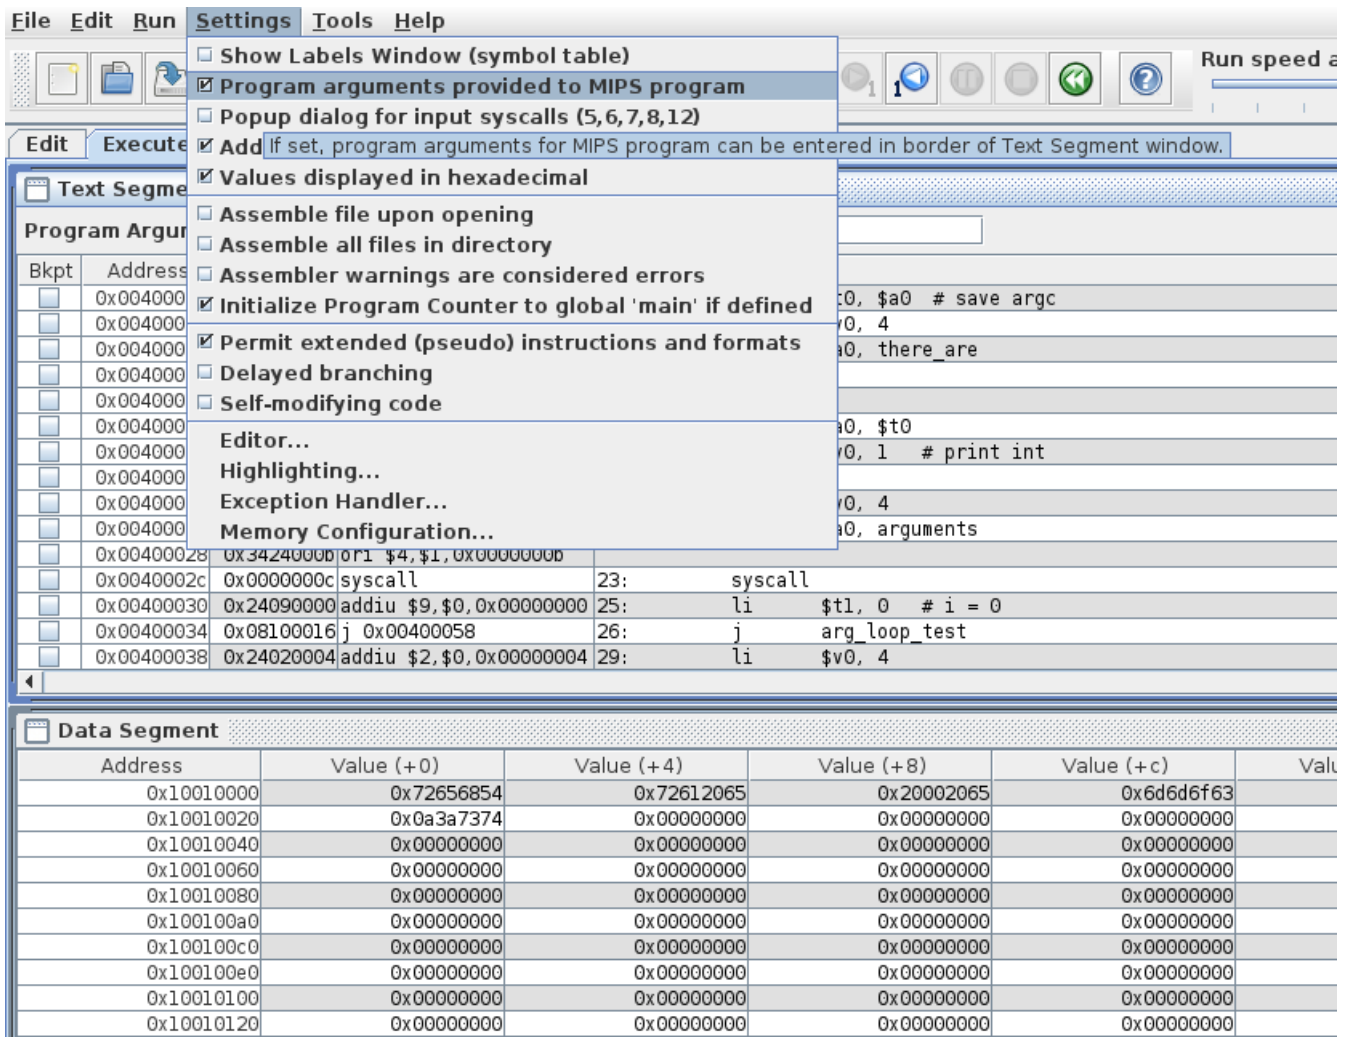 File Edit Run Settings Tools Help
Run speed a
Show Labels Window (symbol table)
Program arguments provided to MIPS program
Popup dialog for input syscalls (5,6,7,8,12)
Add
If set, program arguments for MIPS program can be entered in border of Text Segment window.
Values displayed in hexadecimal
Assemble file upon opening
Assemble all files in directory
Assembler warnings are considered errors
Initialize Program Counter to global 'main' if defined
Permit extended (pseudo) instructions and formats
Delayed branching
Self-modifying code
Editor...
Highlighting...
Exception Handler...
Memory Configuration...
Edit Execute
Text Segme
Program Argur
Bkpt Address
0x004000 t0, $a0 # save argc
0x004000 v0, 4
0x004000 a0, there_are
0x004000
0x004000
0x004000 a0, $t0
0x004000 v0, 1 # print int
0x004000
0x004000 v0, 4
0x004000 a0, arguments
0x00400028 0x3424000b ori $4,$1,0x0000000b
0x0040002c 0x0000000c syscall 23: syscall
0x00400030 0x24090000 addiu $9,$0,0x00000000 25: li $t1, 0 # i = 0
0x00400034 0x08100016 j 0x00400058 26: j arg_loop_test
0x00400038 0x24020004 addiu $2,$0,0x00000004 29: li $v0, 4
Data Segment
Address Value (+0) Value (+4) Value (+8) Value (+c) Valu
0x10010000 0x72656854 0x72612065 0x20002065 0x6d6d6f63
0x10010020 0x0a3a7374 0x00000000 0x00000000 0x00000000
0x10010040 0x00000000 0x00000000 0x00000000 0x00000000
0x10010060 0x00000000 0x00000000 0x00000000 0x00000000
0x10010080 0x00000000 0x00000000 0x00000000 0x00000000
0x100100a0 0x00000000 0x00000000 0x00000000 0x00000000
0x100100c0 0x00000000 0x00000000 0x00000000 0x00000000
0x100100e0 0x00000000 0x00000000 0x00000000 0x00000000
0x10010100 0x00000000 0x00000000 0x00000000 0x00000000
0x10010120 0x00000000 0x00000000 0x00000000 0x00000000